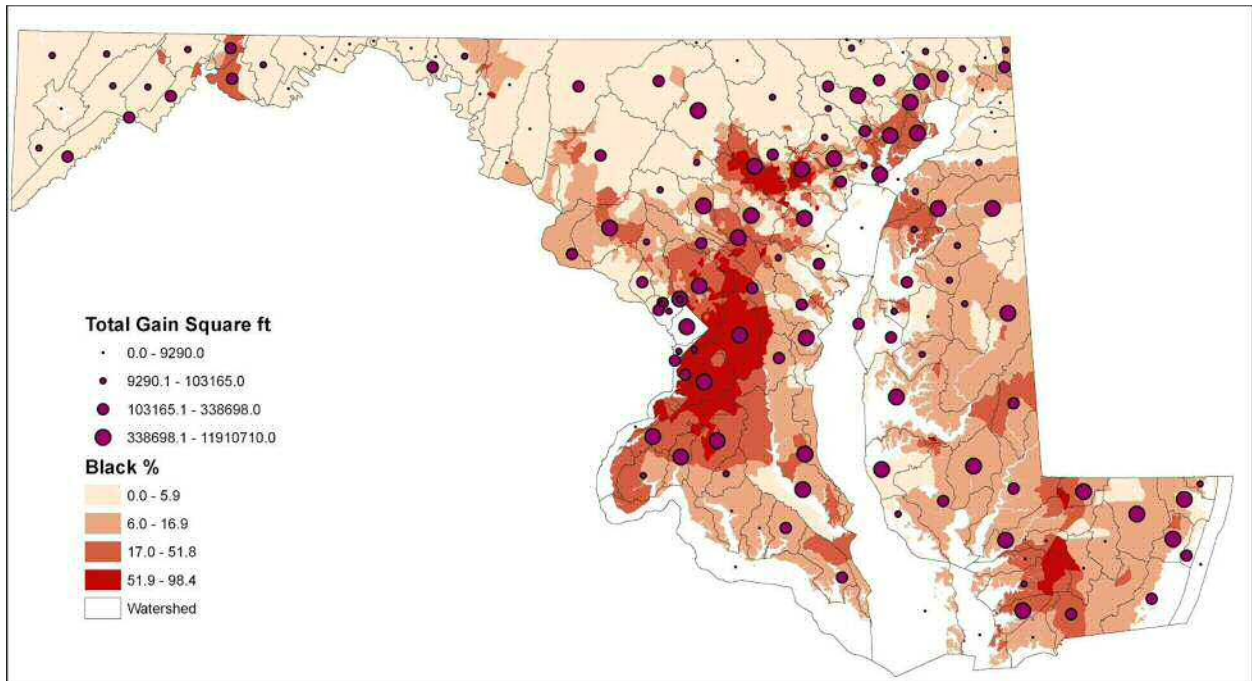 Total Gain Square ft
0.0 - 9290.0
9290.1 - 103165.0
103165.1 - 338698.0
338698.1 - 11910710.0
Black %
0.0 - 5.9
6.0 - 16.9
17.0 - 51.8
51.9 - 98.4
Watershed